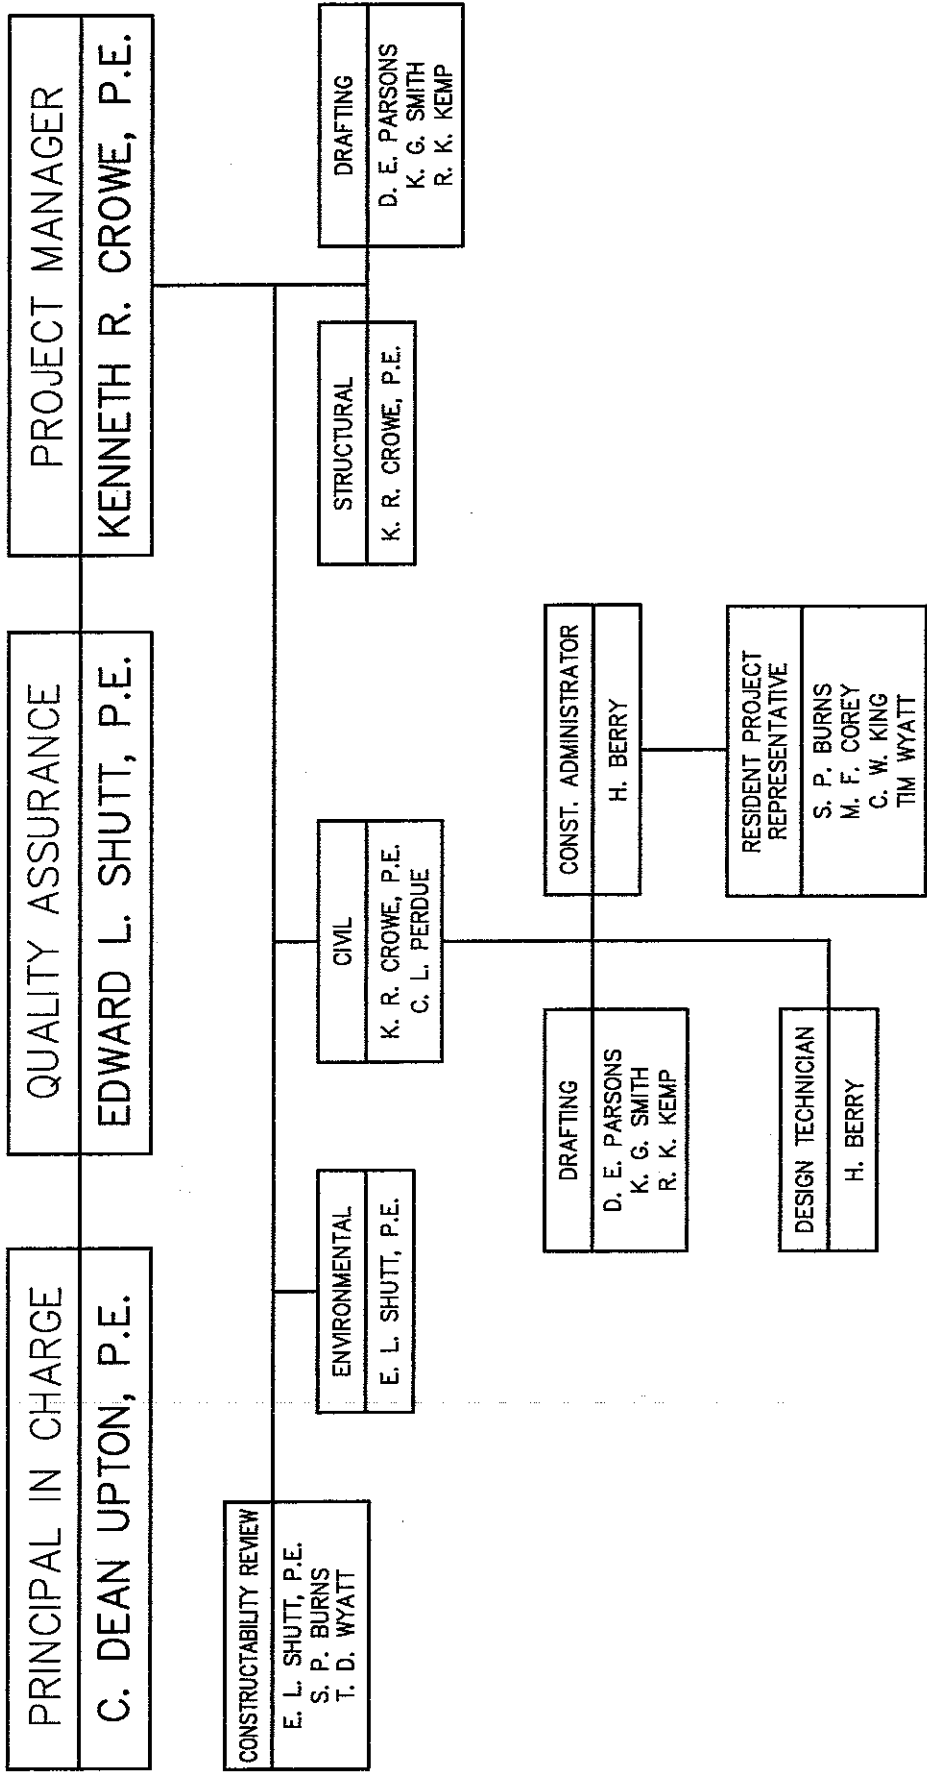 PRINCIPAL IN CHARGE
C. DEAN UPTON, P.E.
QUALITY ASSURANCE
EDWARD L. SHUTT, P.E.
PROJECT MANAGER
KENNETH R. CROWE, P.E.
CONSTRUCTABILITY REVIEW
E. L. SHUTT, P.E.
S. P. BURNS
T. D. WYATT
ENVIRONMENTAL
E. L. SHUTT, P.E.
CIVIL
K. R. CROWE, P.E.
C. L. PERDUE
STRUCTURAL
K. R. CROWE, P.E.
DRAFTING
D. E. PARSONS
K. G. SMITH
R. K. KEMP
DRAFTING
D. E. PARSONS
K. G. SMITH
R. K. KEMP
CONST. ADMINISTRATOR
H. BERRY
DESIGN TECHNICIAN
H. BERRY
RESIDENT PROJECT
REPRESENTATIVE
S. P. BURNS
M. F. COREY
C. W. KING
TIM WYATT